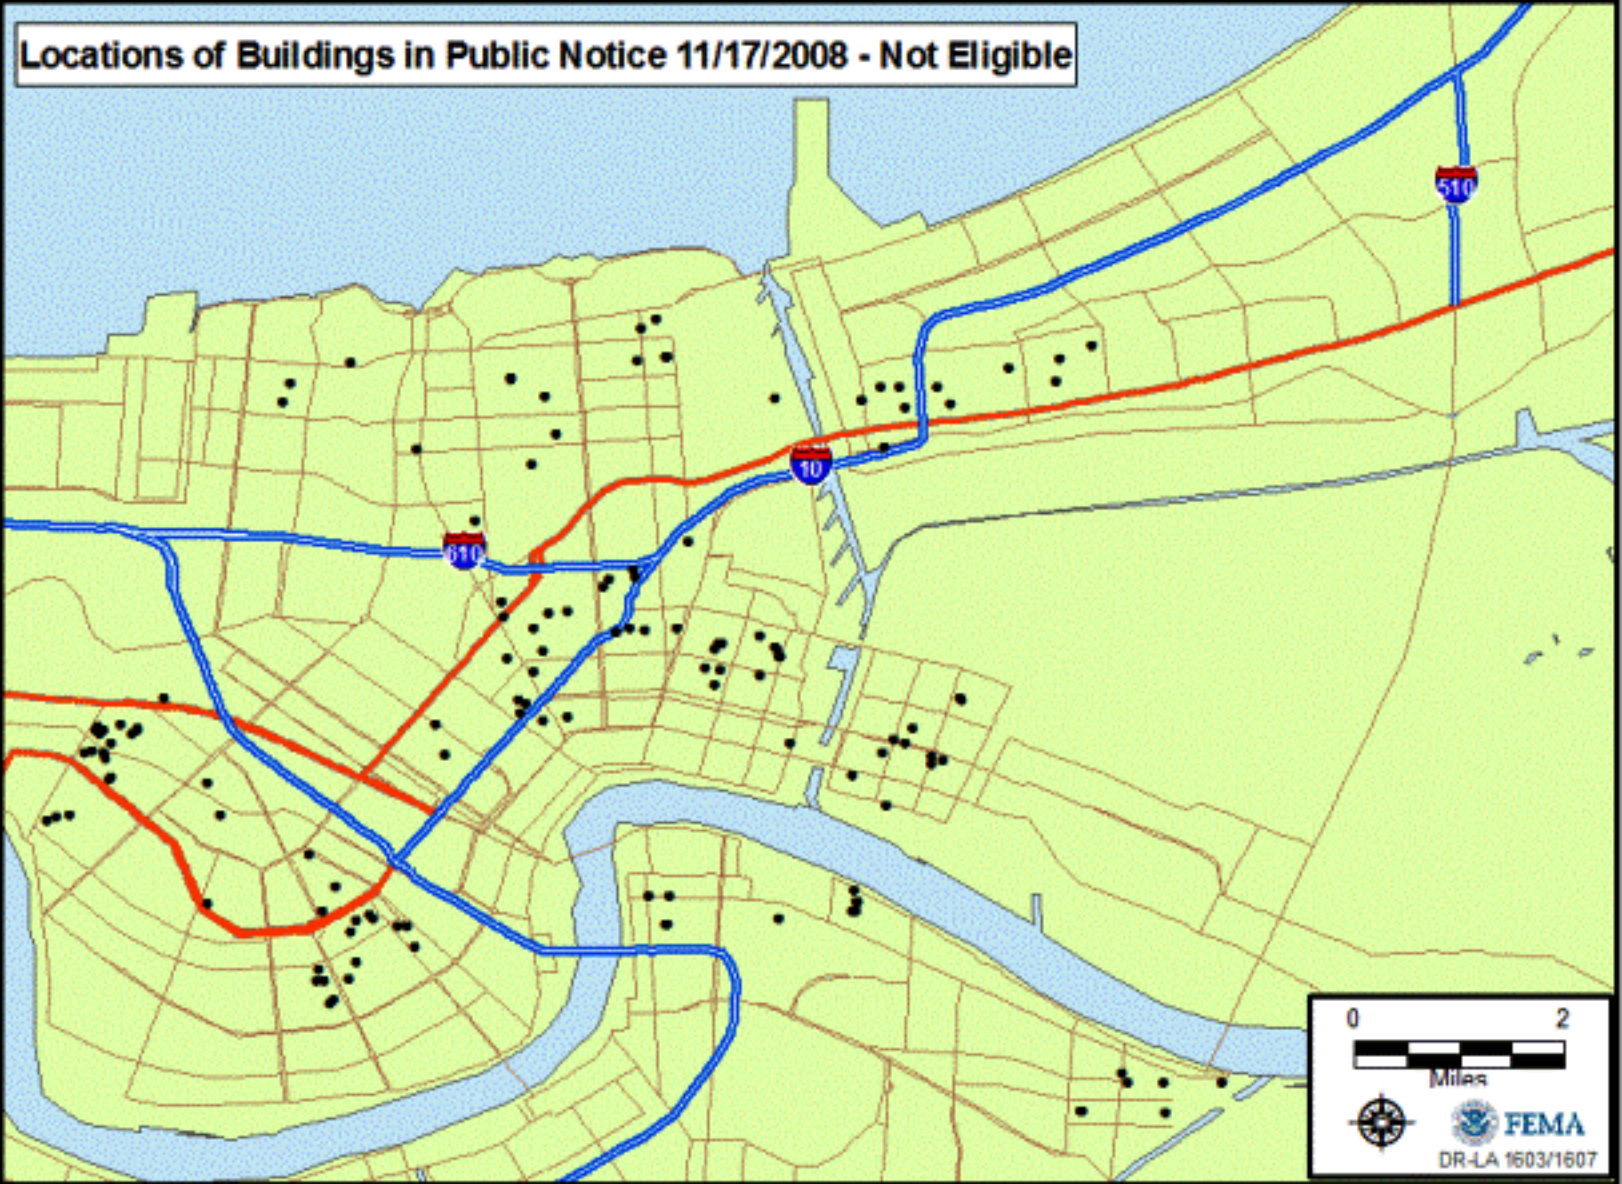 Locations of Buildings in Public Notice 11/17/2008 - Not Eligible
510
10
610
0 2
Miles
FEMA
DR-LA 1603/1607